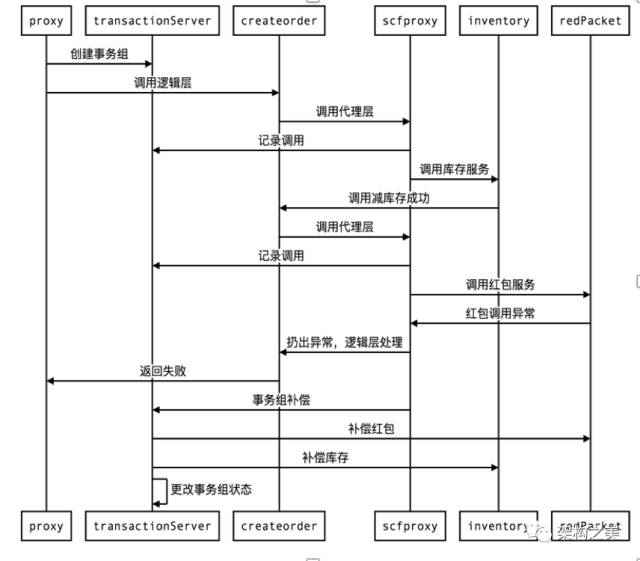 proxy transactionServer createorder scfproxy inventory redPacket
创建事务组
调用逻辑层
调用代理层
记录调用
调用库存服务
调用减库存成功
调用代理层
记录调用
调用红包服务
红包调用异常
扔出异常，逻辑层处理
返回失败
事务组补偿
补偿红包
补偿库存
更改事务组状态
proxy transactionServer createorder scfproxy inventory redPacket
架构之美